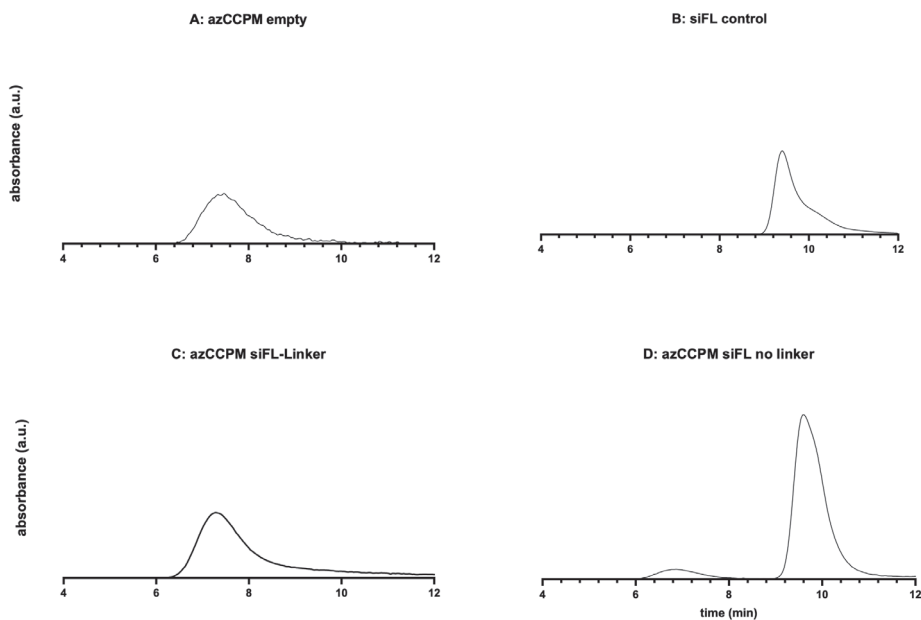 A: azCCPM empty
B: siFL control
absorbance (a.u.)
4 6 8 10 12
4 6 8 10 12
C: azCCPM siFL-Linker
D: azCCPM siFL no linker
absorbance (a.u.)
4 6 8 10 12
4 6 8 10 12
time (min)